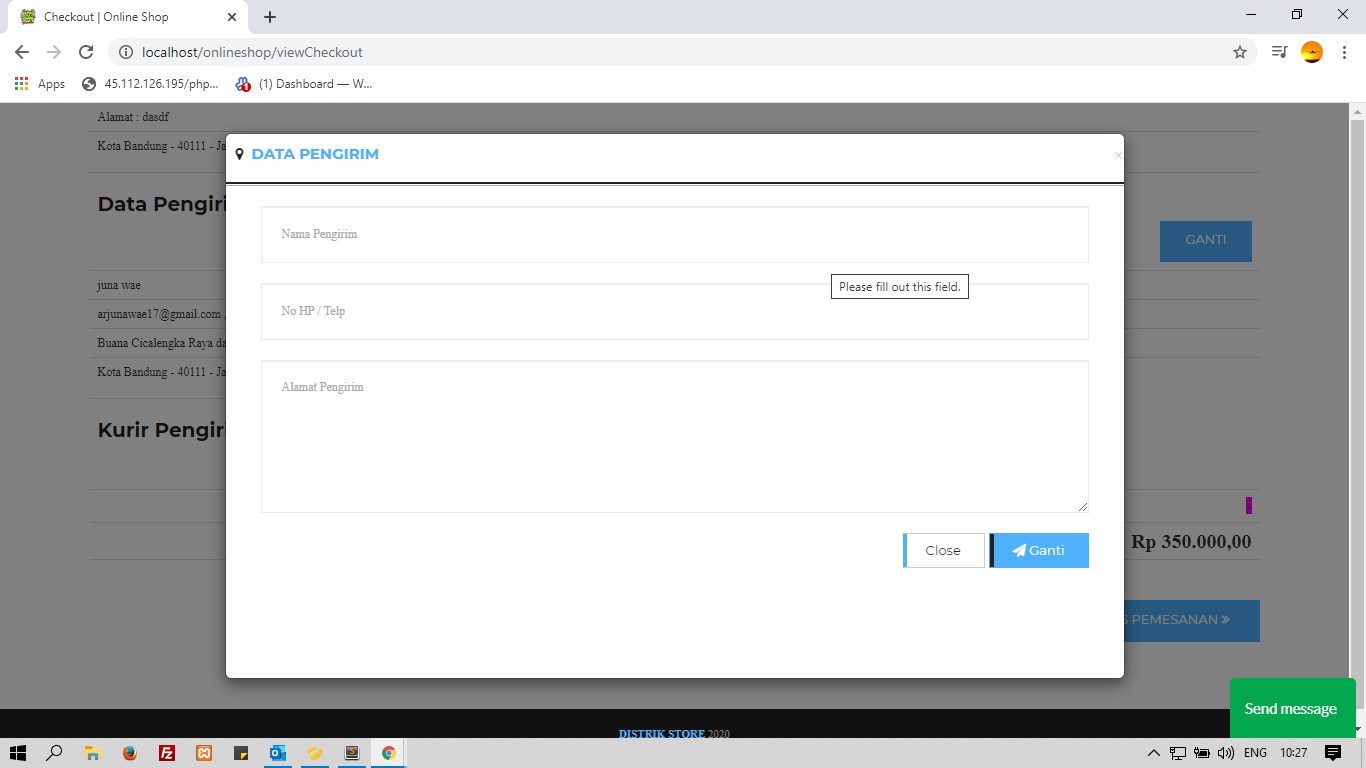 Checkout | Online Shop
localhost/onlineshop/viewCheckout
Apps
45.112.126.195/php...
1
(1) Dashboard — W...
Alamat : dasdf
Kota Bandung - 40111 - Ja
DATA PENGIRIM
×
Data Pengiri
Nama Pengirim
GANTI
Please fill out this field.
juna wae
No HP / Telp
arjunawae17@gmail.com ,
Buana Cicalengka Raya da
Kota Bandung - 40111 - Ja
Alamat Pengirim
Kurir Pengiri
-
Rp 350.000,00
Close
Ganti
S PEMESANAN »
Send message
DISTRIK STORE 2020
ENG
10:27